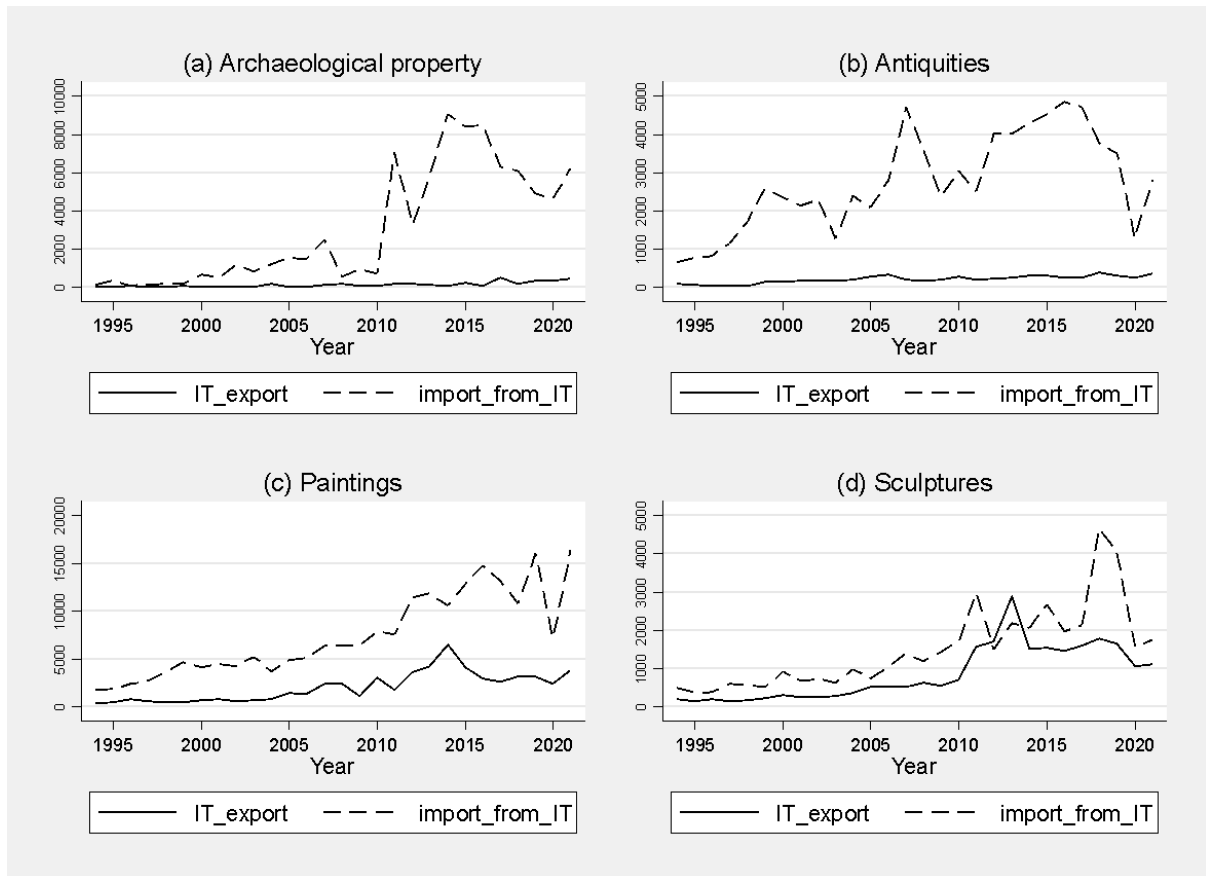 (a) Archaeological property
10000
8000
6000
4000
2000
0
1995 2000 2005 2010 2015 2020
Year
IT_export import_from_IT
(b) Antiquities
5000
4000
3000
2000
1000
0
1995 2000 2005 2010 2015 2020
Year
IT_export import_from_IT
(c) Paintings
20000
15000
10000
5000
0
1995 2000 2005 2010 2015 2020
Year
IT_export import_from_IT
(d) Sculptures
5000
4000
3000
2000
1000
0
1995 2000 2005 2010 2015 2020
Year
IT_export import_from_IT